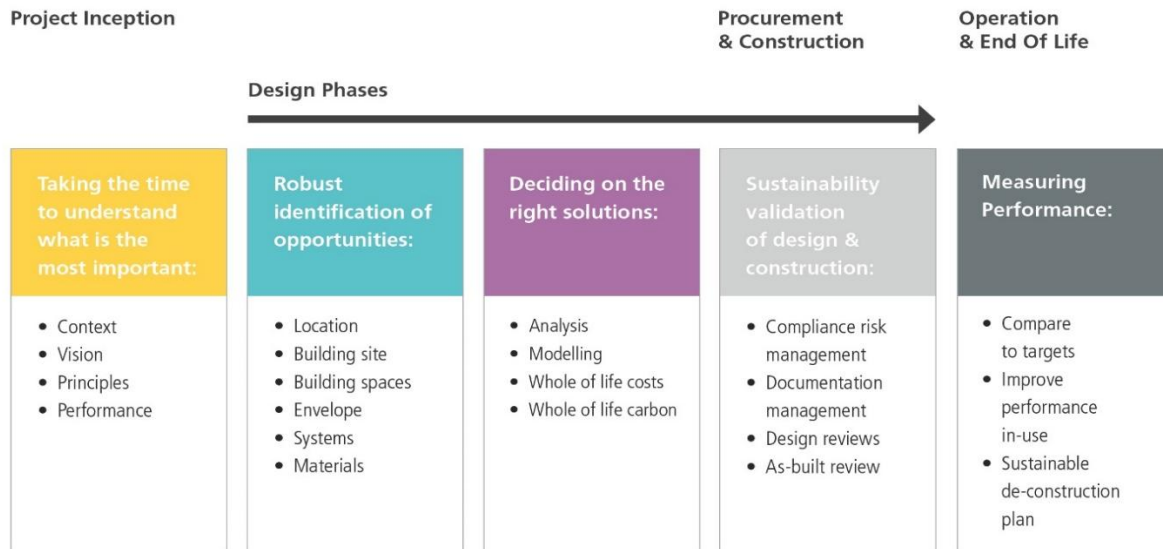 Project Inception
Procurement
& Construction
Operation
& End Of Life
Design Phases
Taking the time
to understand
what is the
most important:
• Context
• Vision
• Principles
• Performance
Robust
identification of
opportunities:
• Location
• Building site
• Building spaces
• Envelope
• Systems
• Materials
Deciding on the
right solutions:
• Analysis
• Modelling
• Whole of life costs
• Whole of life carbon
Sustainability
validation
of design &
construction:
• Compliance risk
management
• Documentation
management
• Design reviews
• As-built review
Measuring
Performance:
• Compare
to targets
• Improve
performance
in-use
• Sustainable
de-construction
plan